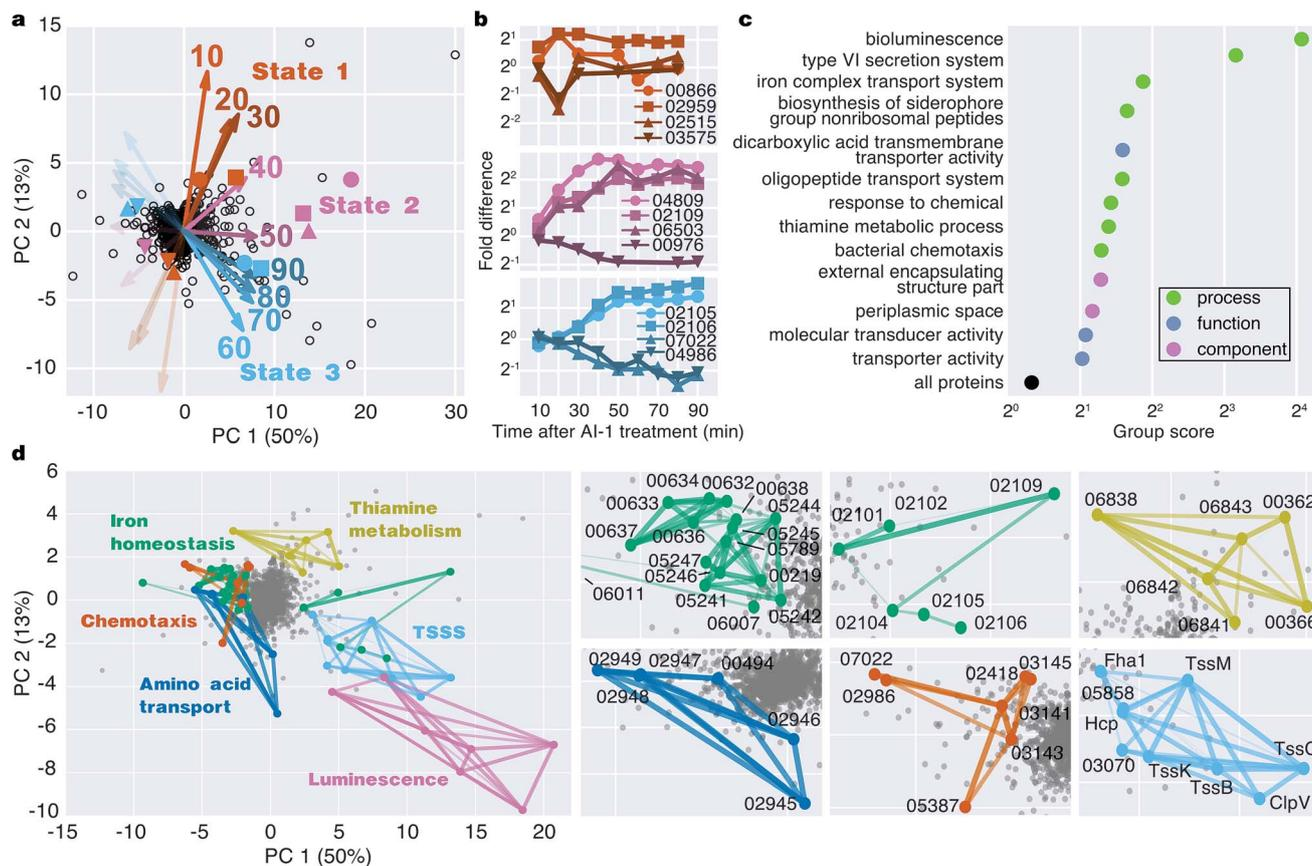 a
15
10
5
0
-5
-10
PC 2 (13%)
-10
0
10
20
30
PC 1 (50%)
10
State 1
20
30
40
State 2
50
90
80
70
60
State 3
b
Fold difference
2¹
2⁰
2⁻¹
2⁻²
00866
02959
02515
03575
2²
2¹
2⁰
2⁻¹
04809
02109
06503
00976
2¹
2⁰
2⁻¹
02105
02106
07022
04986
10
30
50
70
90
Time after AI-1 treatment (min)
c
bioluminescence
type VI secretion system
iron complex transport system
biosynthesis of siderophore
group nonribosomal peptides
dicarboxylic acid transmembrane
transporter activity
oligopeptide transport system
response to chemical
thiamine metabolic process
bacterial chemotaxis
external encapsulating
structure part
periplasmic space
molecular transducer activity
transporter activity
all proteins
process
function
component
2⁰
2¹
2²
2³
2⁴
Group score
d
6
4
2
0
-2
-4
-6
-8
-10
PC 2 (13%)
-15
-10
-5
0
5
10
15
20
PC 1 (50%)
Iron
homeostasis
Thiamine
metabolism
Chemotaxis
TSSS
Amino acid
transport
Luminescence
00634
00632
00638
00633
05244
00637
00636
05245
05789
05247
05246
00219
06011
05241
05242
06007
02109
02102
02101
02105
02104
02106
06838
06843
00362
06842
06841
00366
02949
02947
00494
02948
02946
02945
07022
02418
03145
02986
03141
03143
05387
Fha1
TssM
05858
Hcp
03070
TssK
TssB
ClpV